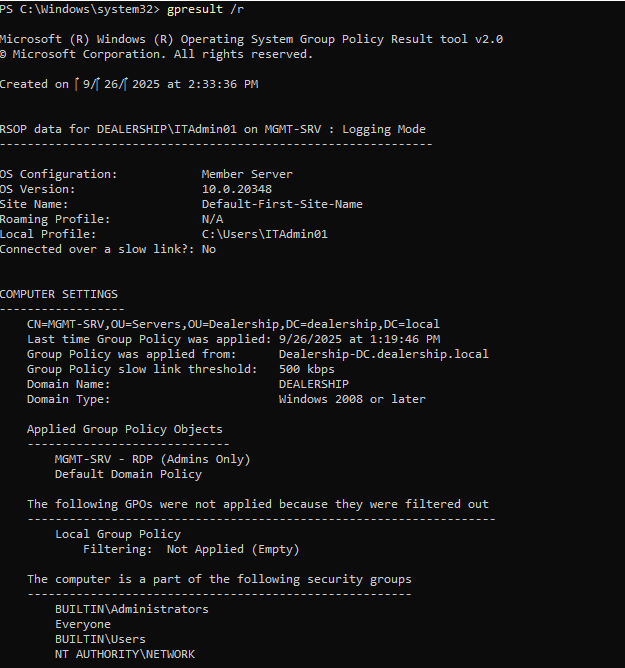 PS C:\Windows\system32> gpresult /r
Microsoft (R) Windows (R) Operating System Group Policy Result tool v2.0
© Microsoft Corporation. All rights reserved.
Created on 9/26/2025 at 2:33:36 PM
RSOP data for DEALERSHIP\ITAdmin01 on MGMT-SRV : Logging Mode
----------------------------------------------------------------
OS Configuration:            Member Server
OS Version:                  10.0.20348
Site Name:                   Default-First-Site-Name
Roaming Profile:             N/A
Local Profile:               C:\Users\ITAdmin01
Connected over a slow link?: No
COMPUTER SETTINGS
------------------
CN=MGMT-SRV,OU=Servers,OU=Dealership,DC=dealership,DC=local
Last time Group Policy was applied: 9/26/2025 at 1:19:46 PM
Group Policy was applied from:      Dealership-DC.dealership.local
Group Policy slow link threshold:   500 kbps
Domain Name:                        DEALERSHIP
Domain Type:                        Windows 2008 or later
Applied Group Policy Objects
-----------------------------
MGMT-SRV - RDP (Admins Only)
Default Domain Policy
The following GPOs were not applied because they were filtered out
-------------------------------------------------------------------
Local Group Policy
Filtering:  Not Applied (Empty)
The computer is a part of the following security groups
-------------------------------------------------------
BUILTIN\Administrators
Everyone
BUILTIN\Users
NT AUTHORITY\NETWORK